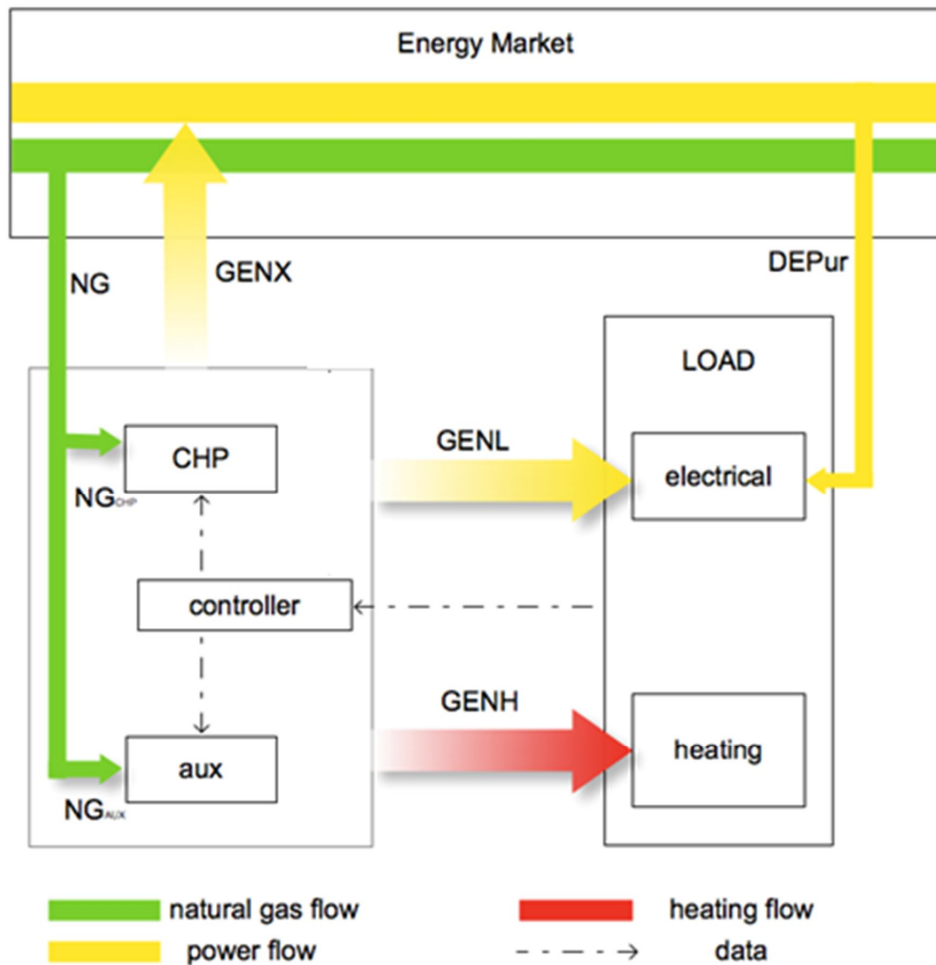 Energy Market
NG
GENX
DEPur
LOAD
CHP
GENL
electrical
NGCHP
controller
GENH
aux
heating
NGAUX
natural gas flow
heating flow
power flow
data